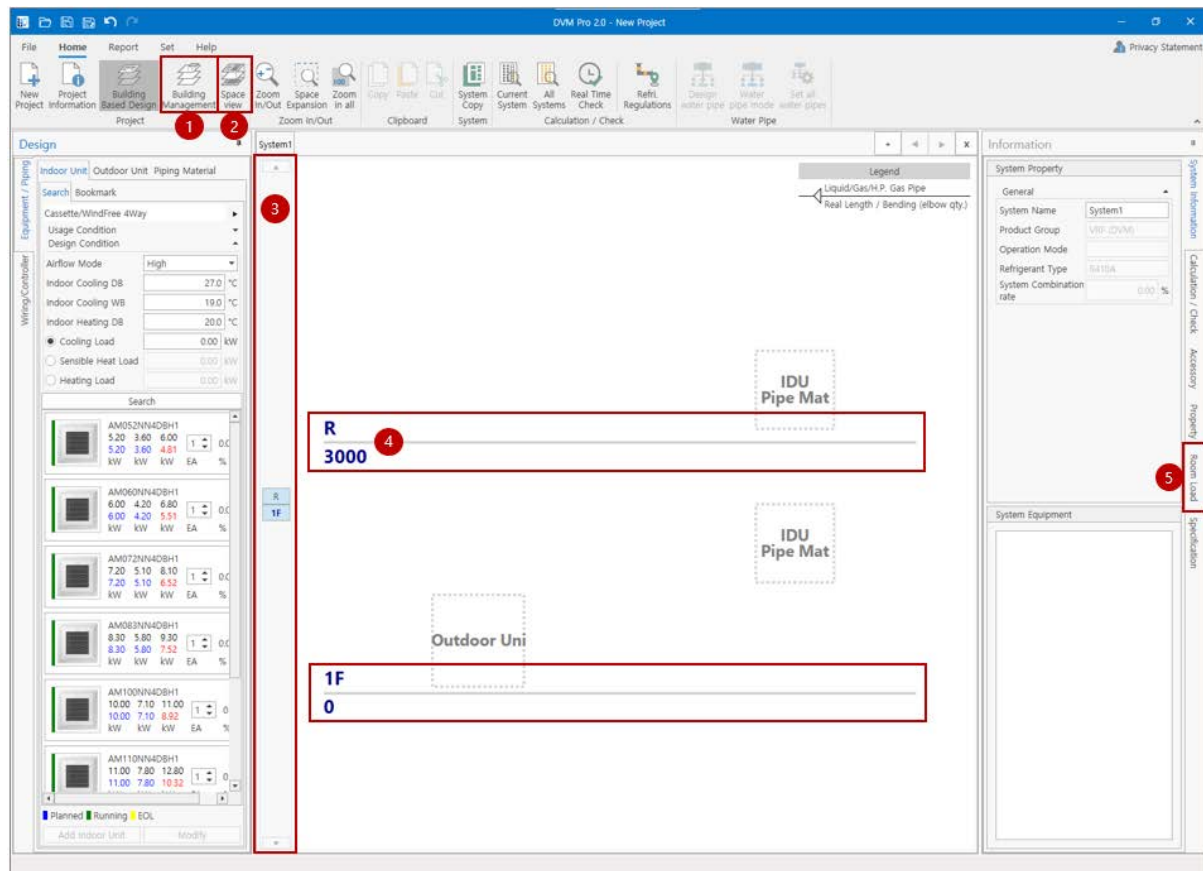 DVM Pro 2.0 - New Project
File Home Report Set Help
Privacy Statement
New Project
Project Information
Building Based Design
Building Management
Space view
Zoom In/Out
Space Expansion
Zoom in all
Copy
Paste
Cut
System Copy
Current System
All Systems
Real Time Check
Refri. Regulations
Design water pipe
Water pipe mode
Set all water pipes
Project
Zoom In/Out
Clipboard
System
Calculation / Check
Water Pipe
1
2
Design
Equipment / Piping
Wiring/Controller
Indoor Unit Outdoor Unit Piping Material
Search Bookmark
Cassette/WindFree 4Way
Usage Condition
Design Condition
Airflow Mode High
Indoor Cooling DB 27.0 °C
Indoor Cooling WB 19.0 °C
Indoor Heating DB 20.0 °C
Cooling Load 0.00 kW
Sensible Heat Load 0.00 kW
Heating Load 0.00 kW
Search
AM052NN4DBH1
5.20 3.60 6.00
5.20 3.60 4.81
kW kW kW
1
EA %
AM060NN4DBH1
6.00 4.20 6.80
6.00 4.20 5.51
kW kW kW
1
EA %
AM072NN4DBH1
7.20 5.10 8.10
7.20 5.10 6.52
kW kW kW
1
EA %
AM083NN4DBH1
8.30 5.80 9.30
8.30 5.80 7.52
kW kW kW
1
EA %
AM100NN4DBH1
10.00 7.10 11.00
10.00 7.10 8.92
kW kW kW
1
EA %
AM110NN4DBH1
11.00 7.80 12.80
11.00 7.80 10.32
1
Planned Running EOL
Add Indoor Unit Modify
System1
3
R
1F
Legend
Liquid/Gas/H.P. Gas Pipe
Real Length / Bending (elbow qty.)
IDU
Pipe Mat
R
4
3000
IDU
Pipe Mat
Outdoor Uni
1F
0
Information
System Property
General
System Name System1
Product Group VRF (DVM)
Operation Mode
Refrigerant Type R410A
System Combination rate 0.00 %
System Equipment
System Information
Calculation / Check
Accessory
Property
Room Load
5
Specification